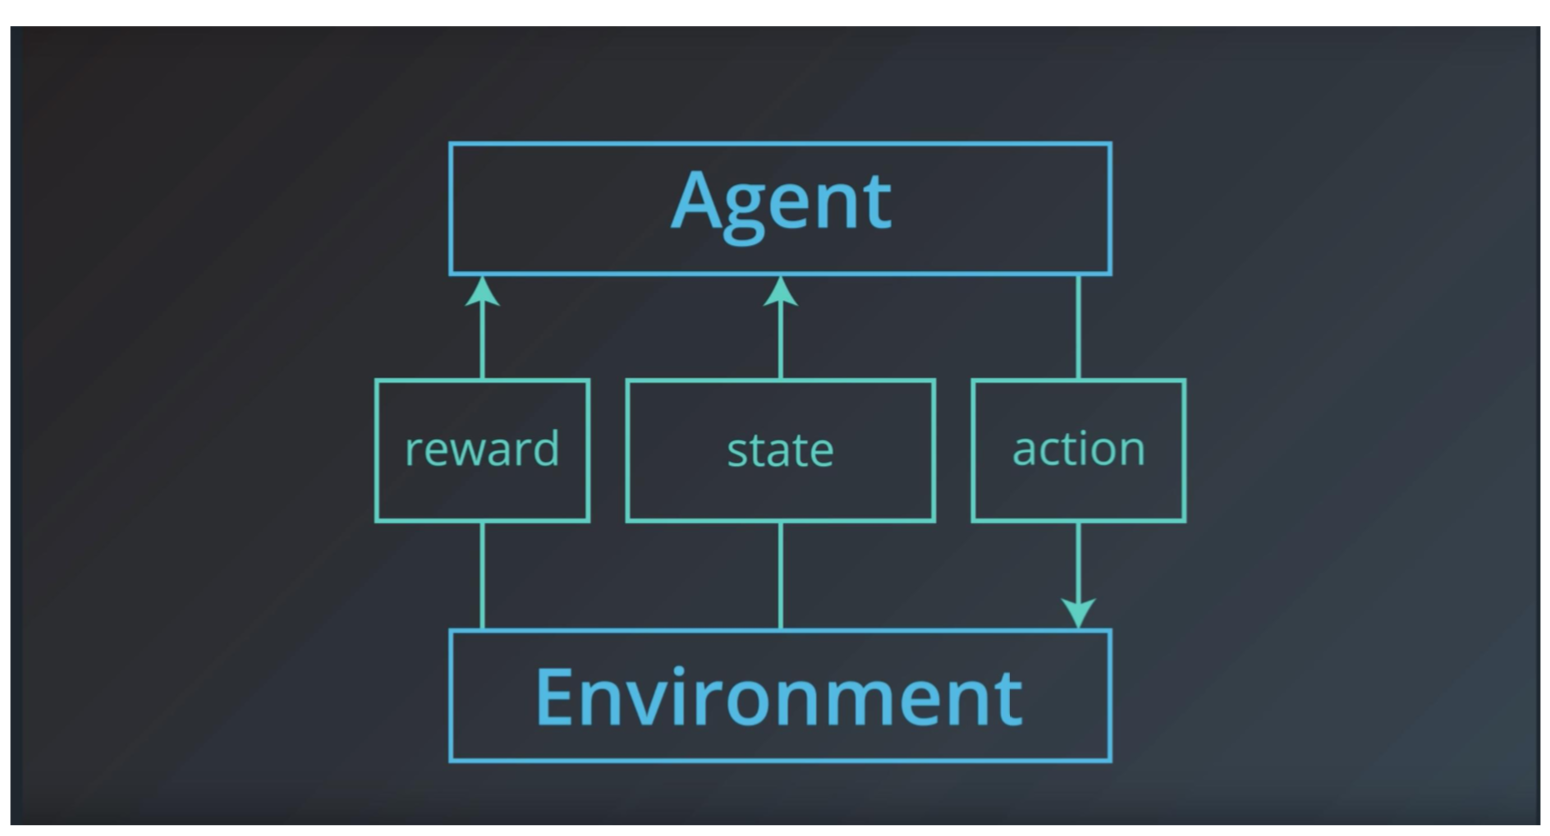 Agent
reward
state
action
Environment